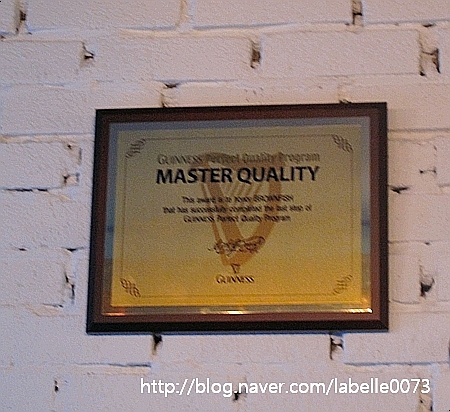 GUINNESS Perfect Quality Program
MASTER QUALITY
This award is to BROWNFISH
that has successfully completed the last step of
GUINNESS Perfect Quality Program
GUINNESS
http://blog.naver.com/labelle0073